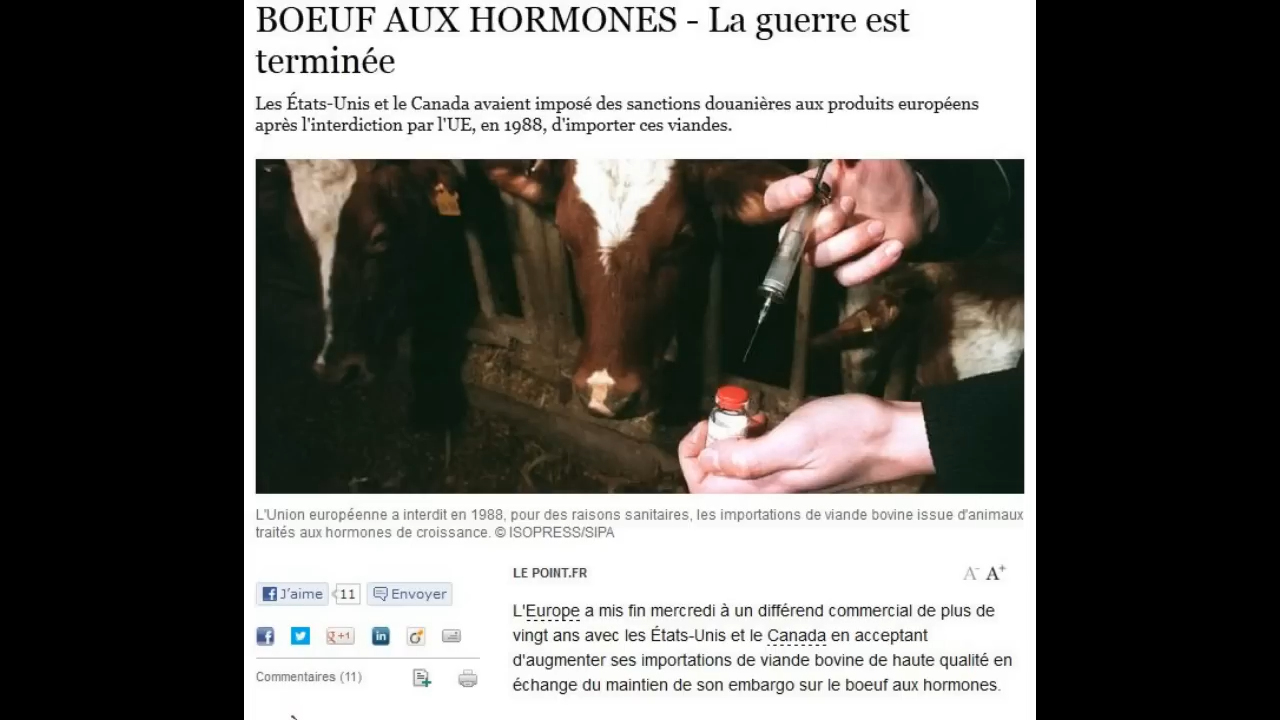 BOEUF AUX HORMONES - La guerre est
terminée
Les États-Unis et le Canada avaient imposé des sanctions douanières aux produits européens
après l'interdiction par l'UE, en 1988, d'importer ces viandes.
L'Union européenne a interdit en 1988, pour des raisons sanitaires, les importations de viande bovine issue d'animaux
traités aux hormones de croissance. © ISOPRESS/SIPA
LE POINT.FR
A- A+
J'aime 11 Envoyer
L'Europe a mis fin mercredi à un différend commercial de plus de
vingt ans avec les États-Unis et le Canada en acceptant
d'augmenter ses importations de viande bovine de haute qualité en
échange du maintien de son embargo sur le boeuf aux hormones.
g +1
in
Commentaires (11)